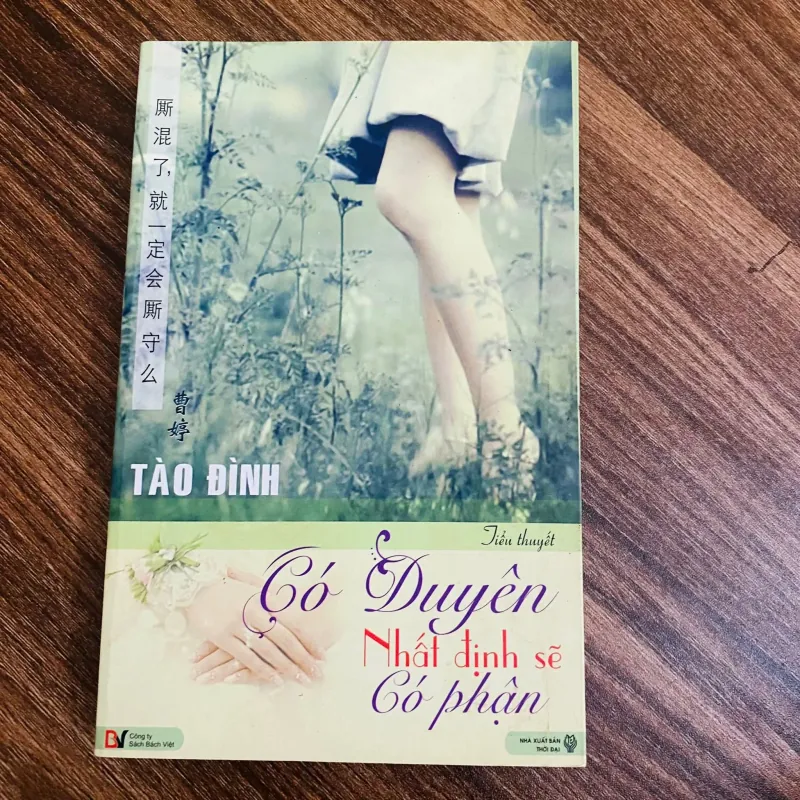 厮混了,就一定会厮守么
曹婷
TÀO ĐÌNH
Tiểu thuyết
Có Duyên
Nhất định sẽ
Có phận
BV
Công ty
Sách Bách Việt
NHÀ XUẤT BẢN
THỜI ĐẠI